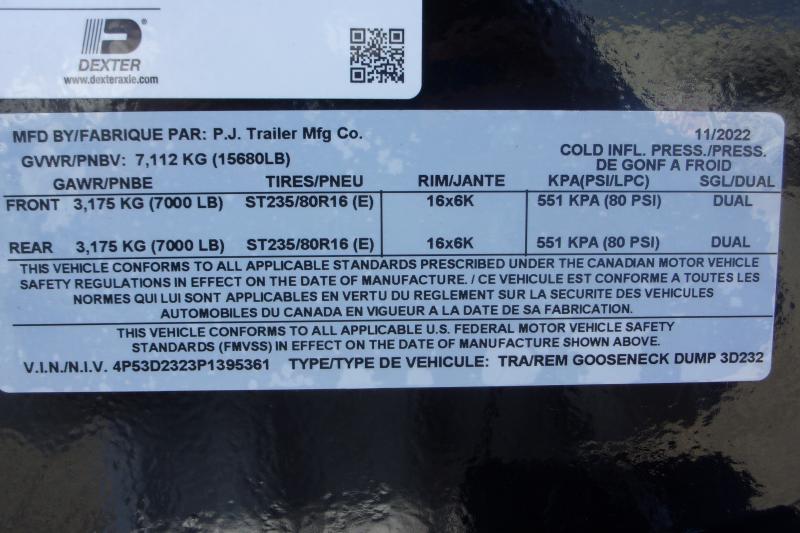 DEXTER
www.dexteraxle.com
MFD BY/FABRIQUE PAR: P.J. Trailer Mfg Co. 11/2022
GVWR/PNBV: 7,112 KG (15680LB) COLD INFL. PRESS./PRESS.
DE GONF A FROID
GAWR/PNBE TIRES/PNEU RIM/JANTE KPA(PSI/LPC) SGL/DUAL
FRONT 3,175 KG (7000 LB) ST235/80R16 (E) 16x6K 551 KPA (80 PSI) DUAL
REAR 3,175 KG (7000 LB) ST235/80R16 (E) 16x6K 551 KPA (80 PSI) DUAL
THIS VEHICLE CONFORMS TO ALL APPLICABLE STANDARDS PRESCRIBED UNDER THE CANADIAN MOTOR VEHICLE
SAFETY REGULATIONS IN EFFECT ON THE DATE OF MANUFACTURE. / CE VEHICULE EST CONFORME A TOUTES LES
NORMES QUI LUI SONT APPLICABLES EN VERTU DU REGLEMENT SUR LA SECURITE DES VEHICULES
AUTOMOBILES DU CANADA EN VIGUEUR A LA DATE DE SA FABRICATION.
THIS VEHICLE CONFORMS TO ALL APPLICABLE U.S. FEDERAL MOTOR VEHICLE SAFETY
STANDARDS (FMVSS) IN EFFECT ON THE DATE OF MANUFACTURE SHOWN ABOVE.
V.I.N./N.I.V. 4P53D2323P1395361 TYPE/TYPE DE VEHICULE: TRA/REM GOOSENECK DUMP 3D232